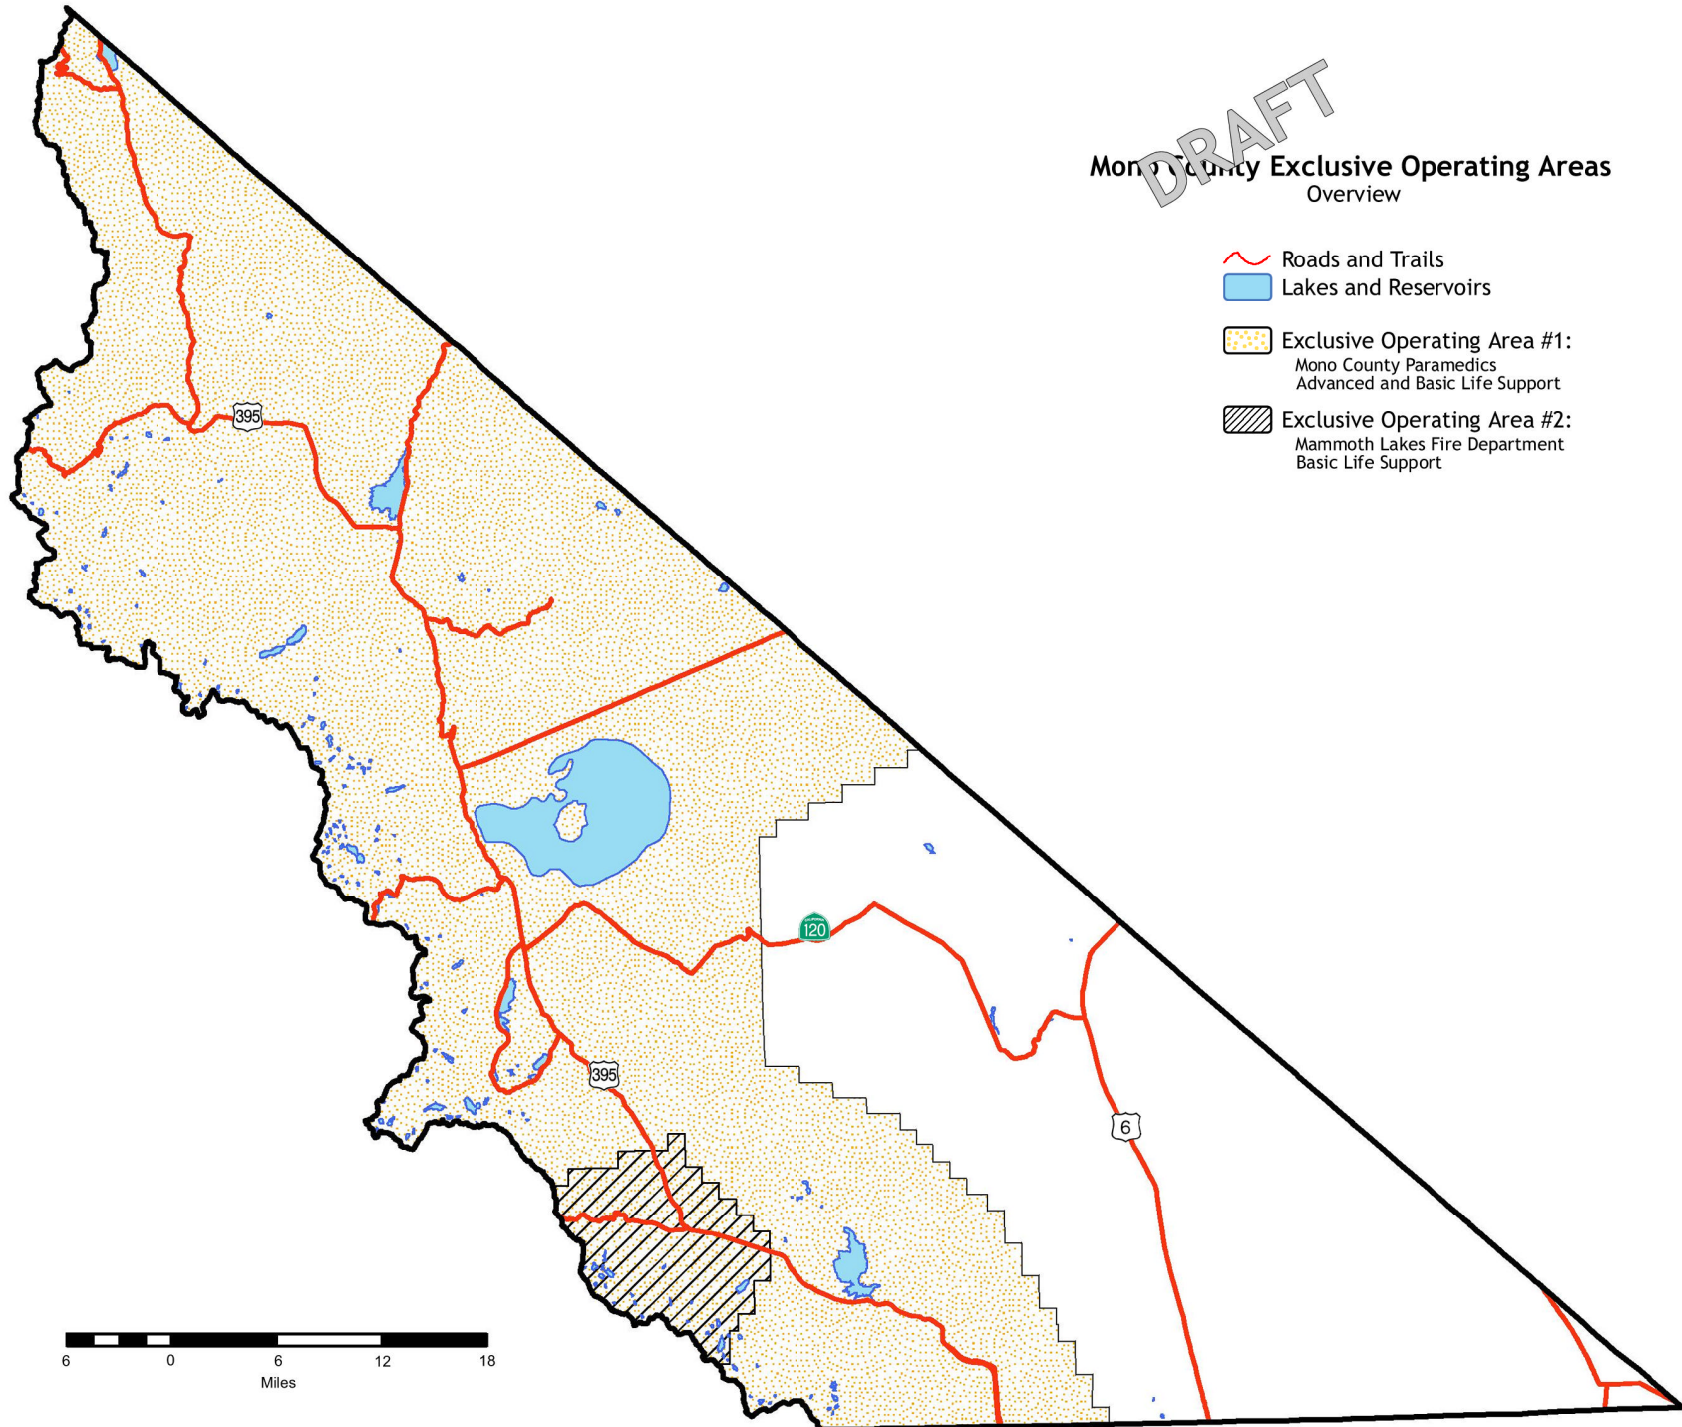 DRAFT
Mono County Exclusive Operating Areas
Overview
Roads and Trails
Lakes and Reservoirs
Exclusive Operating Area #1:
Mono County Paramedics
Advanced and Basic Life Support
Exclusive Operating Area #2:
Mammoth Lakes Fire Department
Basic Life Support
395
CALIFORNIA
120
395
6
6 0 6 12 18
Miles